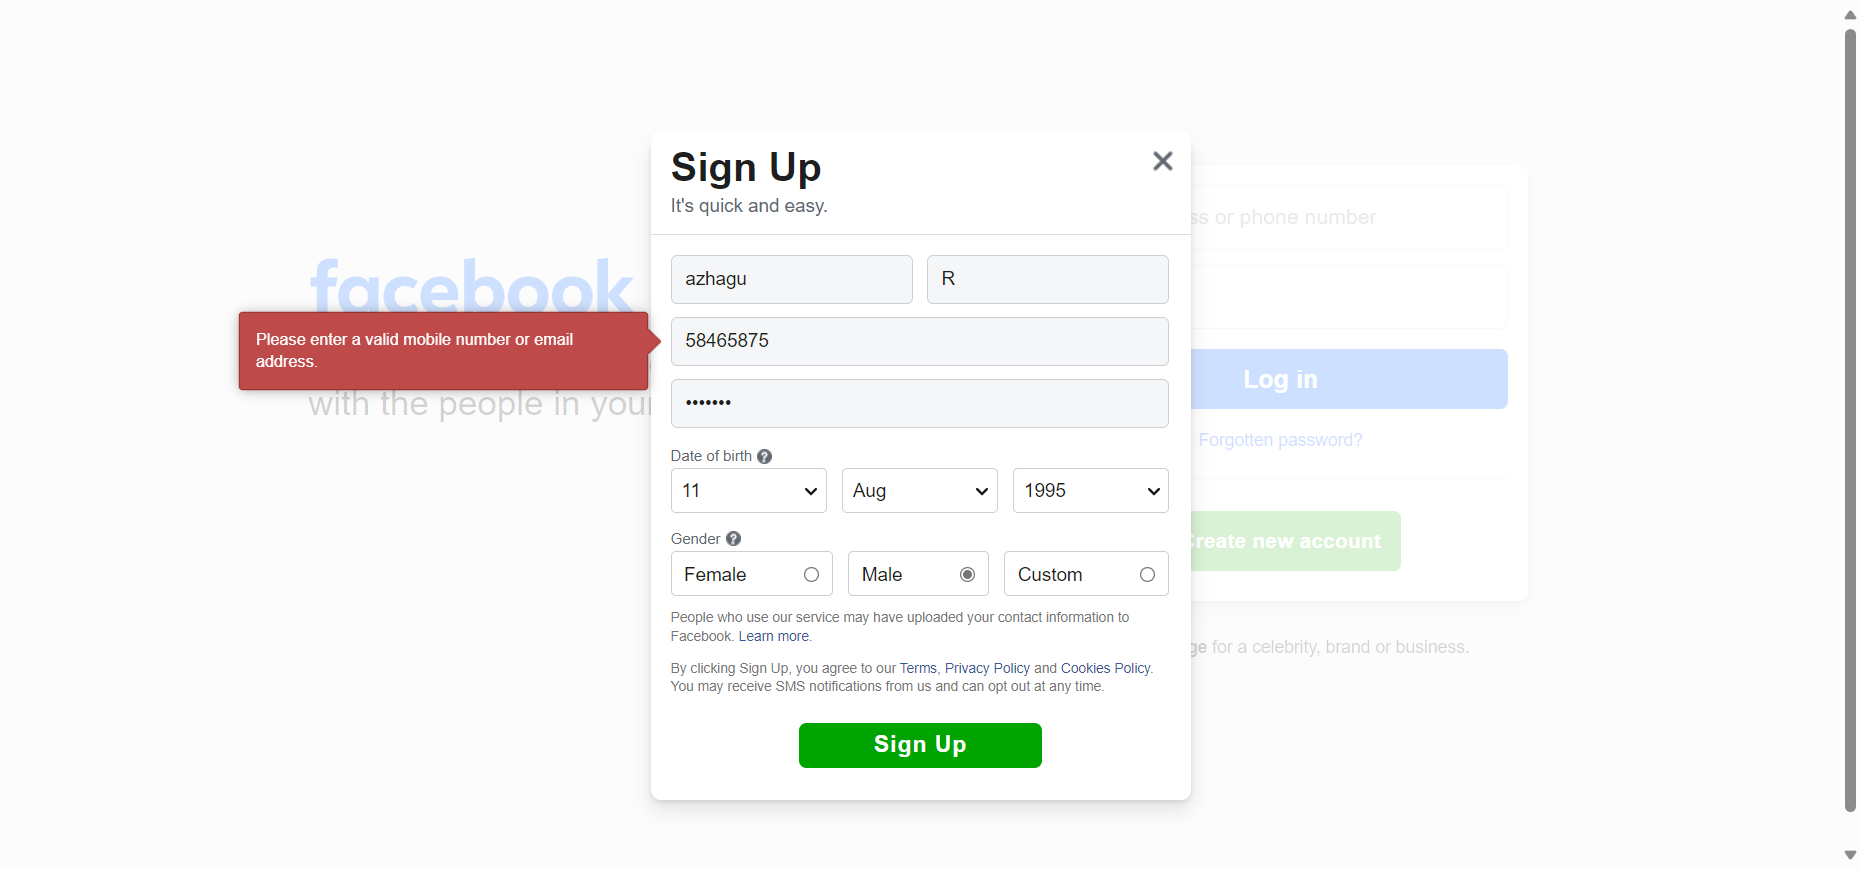 Sign Up
It's quick and easy.
azhagu
R
58465875
•••••••
Date of birth ?
11
Aug
1995
Gender ?
Female
Male
Custom
People who use our service may have uploaded your contact information to
Facebook. Learn more.
By clicking Sign Up, you agree to our Terms, Privacy Policy and Cookies Policy.
You may receive SMS notifications from us and can opt out at any time.
Sign Up
Please enter a valid mobile number or email
address.
facebook
with the people in your
or phone number
Log in
Forgotten password?
Create new account
for a celebrity, brand or business.